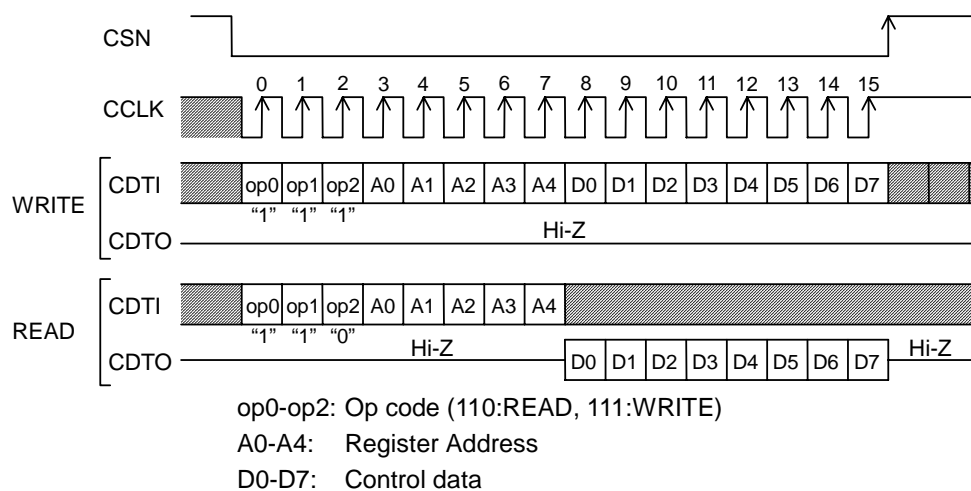 CSN
0 1 2 3 4 5 6 7 8 9 10 11 12 13 14 15
CCLK
WRITE
CDTI op0 op1 op2 A0 A1 A2 A3 A4 D0 D1 D2 D3 D4 D5 D6 D7
“1” “1” “1”
Hi-Z
CDTO
READ
CDTI op0 op1 op2 A0 A1 A2 A3 A4
“1” “1” “0”
Hi-Z Hi-Z
CDTO D0 D1 D2 D3 D4 D5 D6 D7
op0-op2: Op code (110:READ, 111:WRITE)
A0-A4: Register Address
D0-D7: Control data